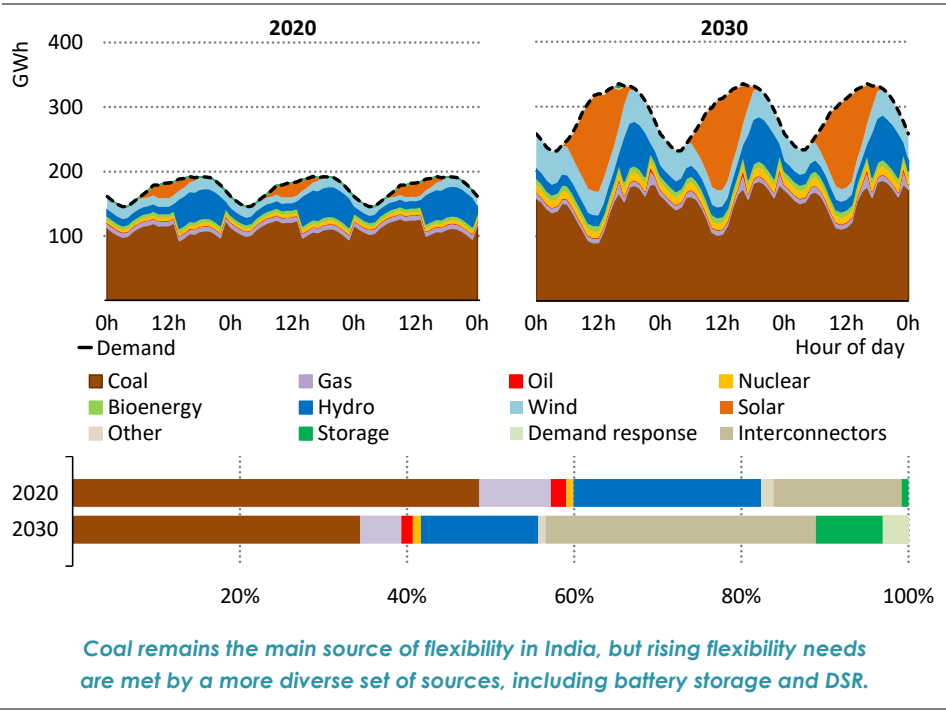 2020
2030
GWh
400
300
200
100
0h 12h 0h 12h 0h 12h 0h
0h 12h 0h 12h 0h 12h 0h
Demand
Hour of day
Coal
Gas
Oil
Nuclear
Bioenergy
Hydro
Wind
Solar
Other
Storage
Demand response
Interconnectors
2020
2030
20% 40% 60% 80% 100%
Coal remains the main source of flexibility in India, but rising flexibility needs
are met by a more diverse set of sources, including battery storage and DSR.